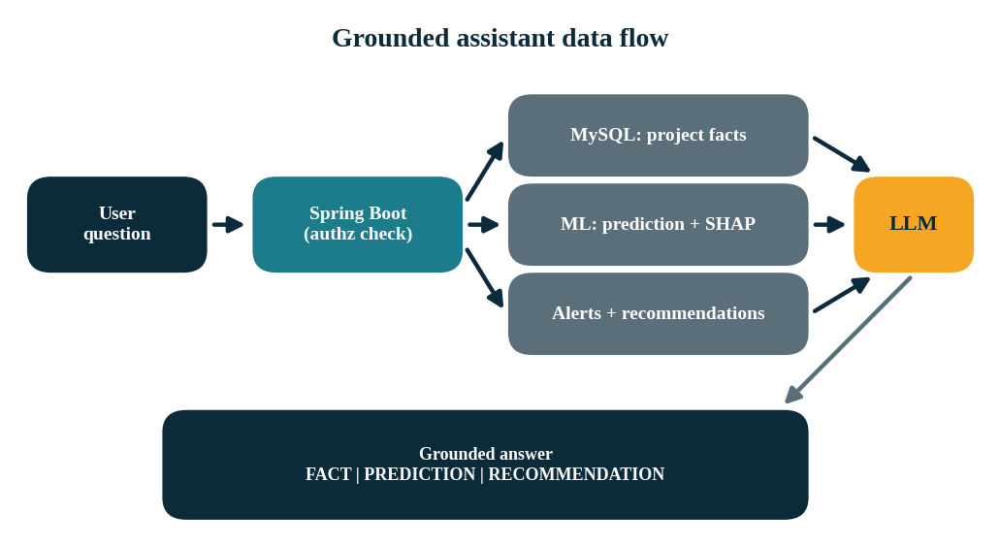 Grounded assistant data flow
User
question
Spring Boot
(authz check)
MySQL: project facts
ML: prediction + SHAP
Alerts + recommendations
LLM
Grounded answer
FACT | PREDICTION | RECOMMENDATION